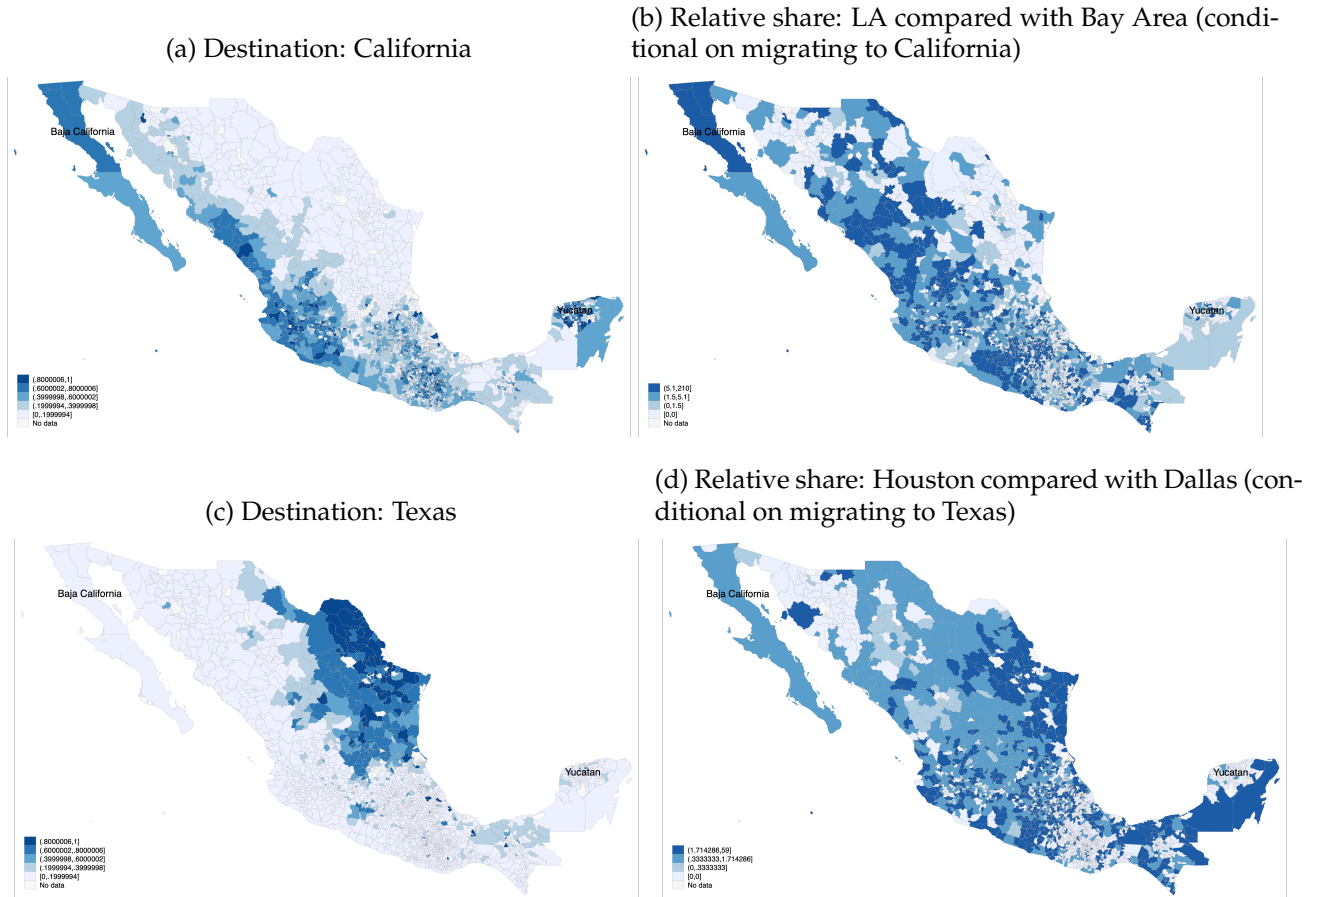 (a) Destination: California
(b) Relative share: LA compared with Bay Area (condi-
tional on migrating to California)
Baja California
Yucatan
(.8000006,1]
(.6000002,.8000006]
(.3999998,.6000002]
(.1999994,.3999998]
[0,.1999994]
No data
Baja California
Yucatan
(5.1,210]
(1.5,5.1]
(0,1.5]
[0,0]
No data
(c) Destination: Texas
(d) Relative share: Houston compared with Dallas (con-
ditional on migrating to Texas)
Baja California
Yucatan
(.8000006,1]
(.6000002,.8000006]
(.3999998,.6000002]
(.1999994,.3999998]
[0,.1999994]
No data
Baja California
Yucatan
(1.714286,59]
(.3333333,1.714286]
(0,.3333333]
[0,0]
No data